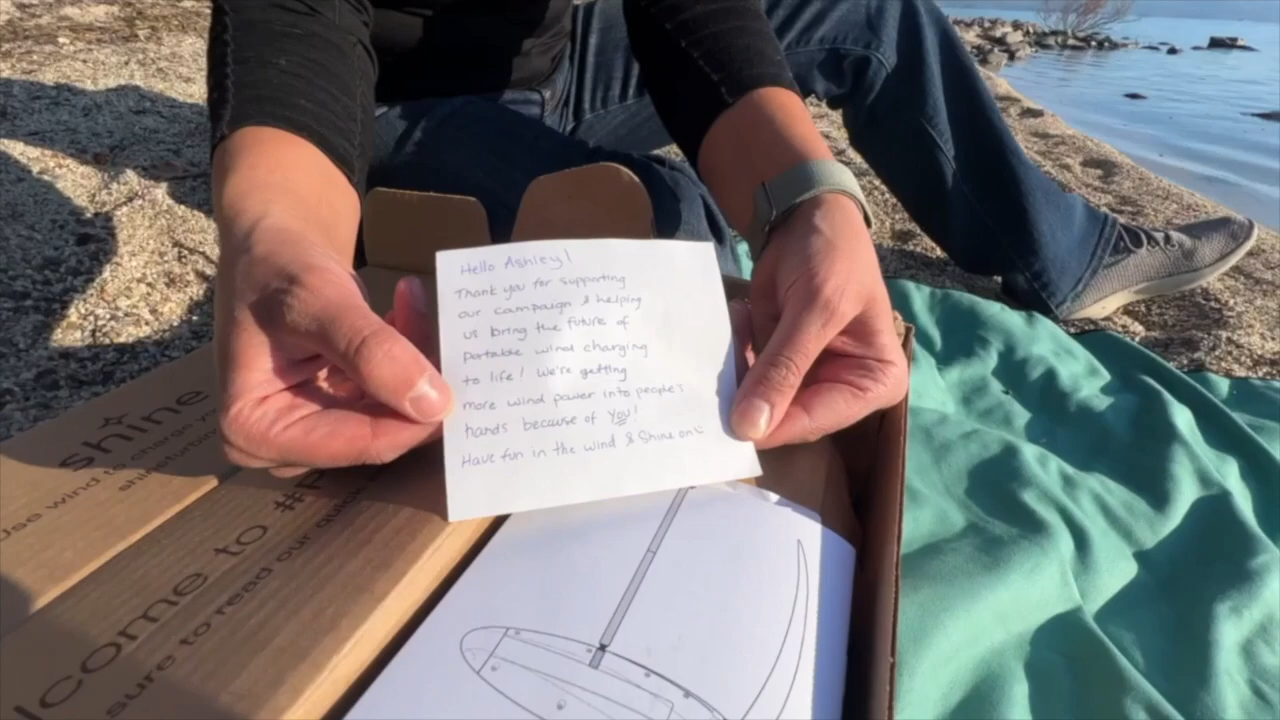 Hello Ashley!
Thank you for supporting
our campaign & helping
us bring the future of
portable wind charging
to life! We're getting
more wind power into people's
hands because of you!
Have fun in the wind & Shine on
shine
Use wind to charge
shineturbine
come to #P
sure to read our quick